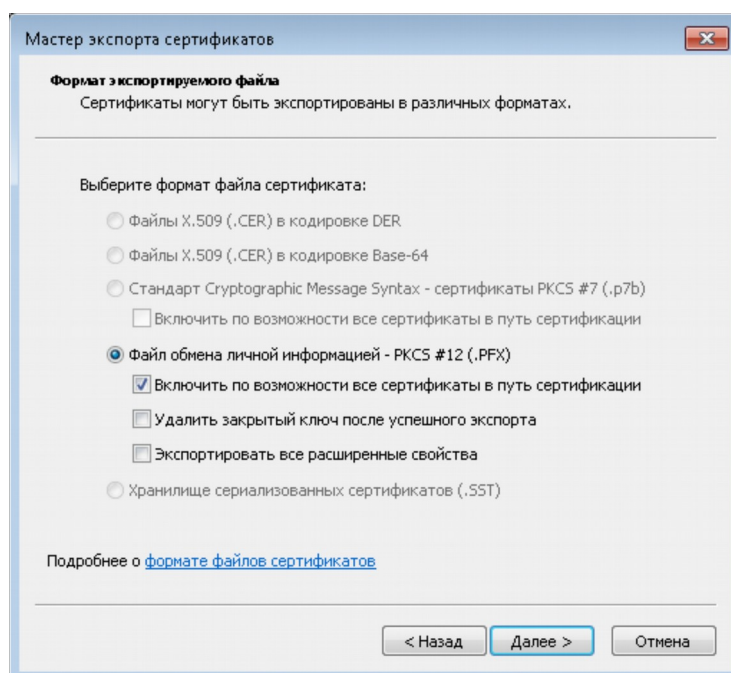 Мастер экспорта сертификатов
Формат экспортируемого файла
Сертификаты могут быть экспортированы в различных форматах.
Выберите формат файла сертификата:
Файлы X.509 (.CER) в кодировке DER
Файлы X.509 (.CER) в кодировке Base-64
Стандарт Cryptographic Message Syntax - сертификаты PKCS #7 (.p7b)
Включить по возможности все сертификаты в путь сертификации
Файл обмена личной информацией - PKCS #12 (.PFX)
Включить по возможности все сертификаты в путь сертификации
Удалить закрытый ключ после успешного экспорта
Экспортировать все расширенные свойства
Хранилище сериализованных сертификатов (.SST)
Подробнее о формате файлов сертификатов
< Назад Далее > Отмена